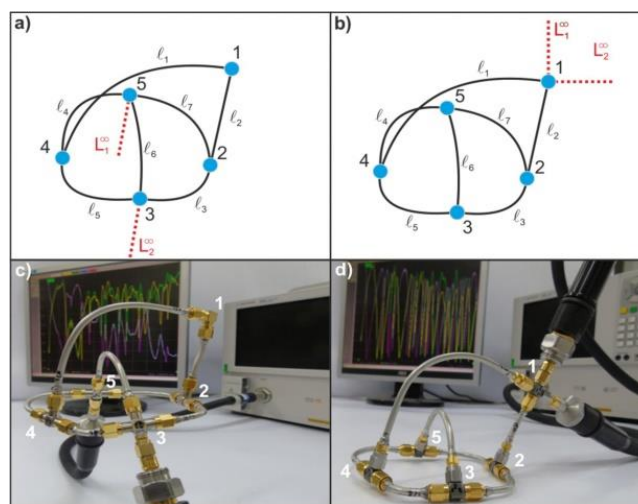 a)
ℓ₁
1
5
ℓ₄
ℓ₇
ℓ₂
L₁^∞
ℓ₆
4
2
3
ℓ₅
ℓ₃
L₂^∞
b)
L₁^∞
L₂^∞
ℓ₁
1
5
ℓ₄
ℓ₇
ℓ₂
ℓ₆
4
2
3
ℓ₅
ℓ₃
c)
1
5
2
4
3
d)
1
5
2
4
3